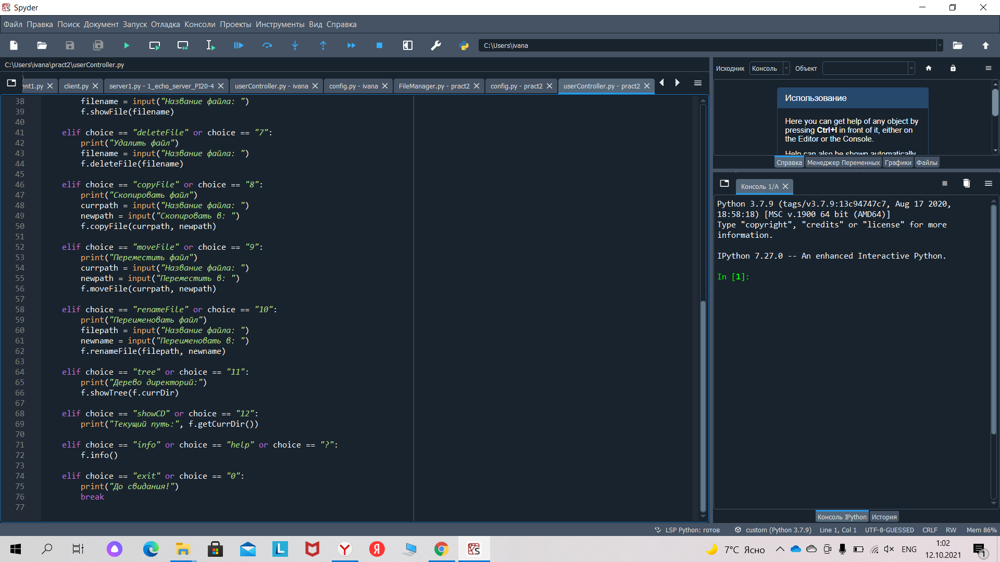 Spyder
Файл Правка Поиск Документ Запуск Отладка Консоли Проекты Инструменты Вид Справка
C:\Users\ivana
C:\Users\ivana\pract2\userController.py
ent1.py client.py server1.py - 1_echo_server_PI20-4 userController.py - ivana config.py - ivana FileManager.py - pract2 config.py - pract2 userController.py - pract2
38 filename = input("Название файла: ")
39 f.showFile(filename)
40
41 elif choice == "deleteFile" or choice == "7":
42 print("Удалить файл")
43 filename = input("Название файла: ")
44 f.deleteFile(filename)
45
46 elif choice == "copyFile" or choice == "8":
47 print("Скопировать файл")
48 currpath = input("Название файла: ")
49 newpath = input("Скопировать в: ")
50 f.copyFile(currpath, newpath)
51
52 elif choice == "moveFile" or choice == "9":
53 print("Переместить файл")
54 currpath = input("Название файла: ")
55 newpath = input("Переместить в: ")
56 f.moveFile(currpath, newpath)
57
58 elif choice == "renameFile" or choice == "10":
59 print("Переименовать файл")
60 filepath = input("Название файла: ")
61 newname = input("Переименовать в: ")
62 f.renameFile(filepath, newname)
63
64 elif choice == "tree" or choice == "11":
65 print("Дерево директорий:")
66 f.showTree(f.currDir)
67
68 elif choice == "showCD" or choice == "12":
69 print("Текущий путь:", f.getCurrDir())
70
71 elif choice == "info" or choice == "help" or choice == "?":
72 f.info()
73
74 elif choice == "exit" or choice == "0":
75 print("До свидания!")
76 break
77
Исходник Консоль Объект
Использование
Here you can get help of any object by
pressing Ctrl+I in front of it, either on
the Editor or the Console.
Help can also be shown automatically
Справка Менеджер Переменных Графики Файлы
Консоль 1/A
Python 3.7.9 (tags/v3.7.9:13c94747c7, Aug 17 2020,
18:58:18) [MSC v.1900 64 bit (AMD64)]
Type "copyright", "credits" or "license" for more
information.
IPython 7.27.0 -- An enhanced Interactive Python.
In [1]:
Консоль IPython История
LSP Python: готов custom (Python 3.7.9) Line 1, Col 1 UTF-8-GUESSED CRLF RW Mem 86%
7°C Ясно ENG
1:02
12.10.2021
1